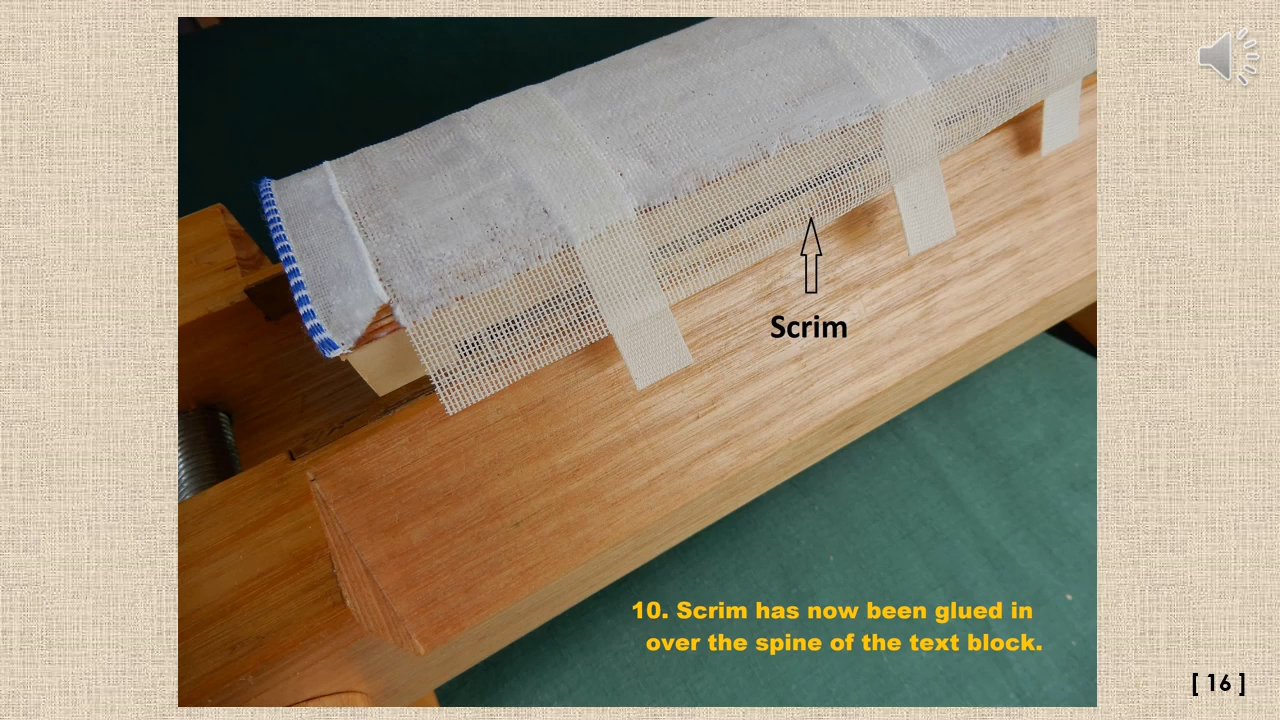 Scrim
10. Scrim has now been glued in
over the spine of the text block.
[ 16 ]